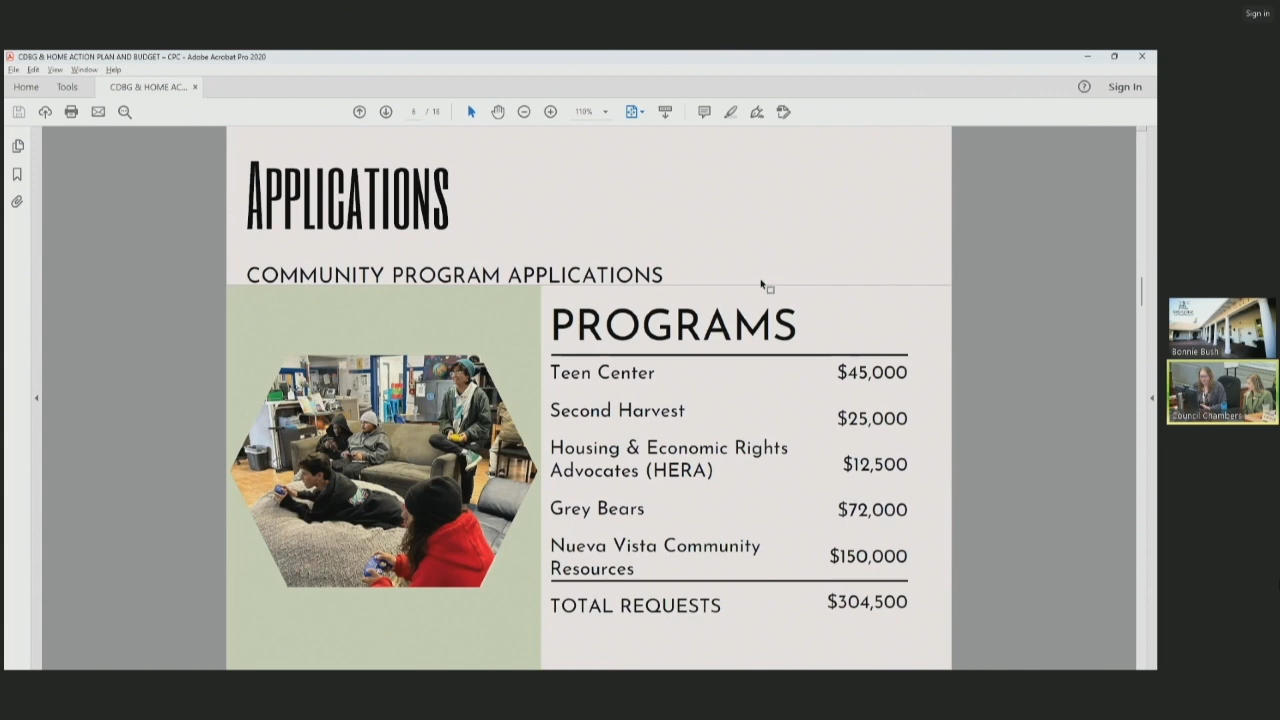 Sign in
CDBG & HOME ACTION PLAN AND BUDGET – CPC - Adobe Acrobat Pro 2020
File Edit View Window Help
Home Tools CDBG & HOME AC... × Sign In
6 / 18 110%
APPLICATIONS
COMMUNITY PROGRAM APPLICATIONS
PROGRAMS
Teen Center $45,000
Second Harvest $25,000
Housing & Economic Rights
Advocates (HERA) $12,500
Grey Bears $72,000
Nueva Vista Community
Resources $150,000
TOTAL REQUESTS $304,500
Bonnie Bush
Council Chambers